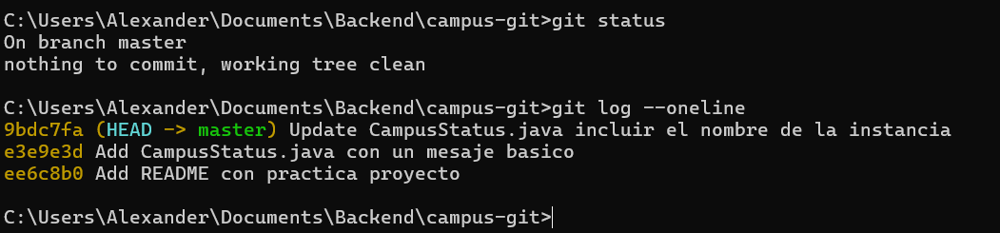 C:\Users\Alexander\Documents\Backend\campus-git>git status
On branch master
nothing to commit, working tree clean
C:\Users\Alexander\Documents\Backend\campus-git>git log --oneline
9bdc7fa (HEAD -> master) Update CampusStatus.java incluir el nombre de la instancia
e3e9e3d Add CampusStatus.java con un mesaje basico
ee6c8b0 Add README con practica proyecto
C:\Users\Alexander\Documents\Backend\campus-git>